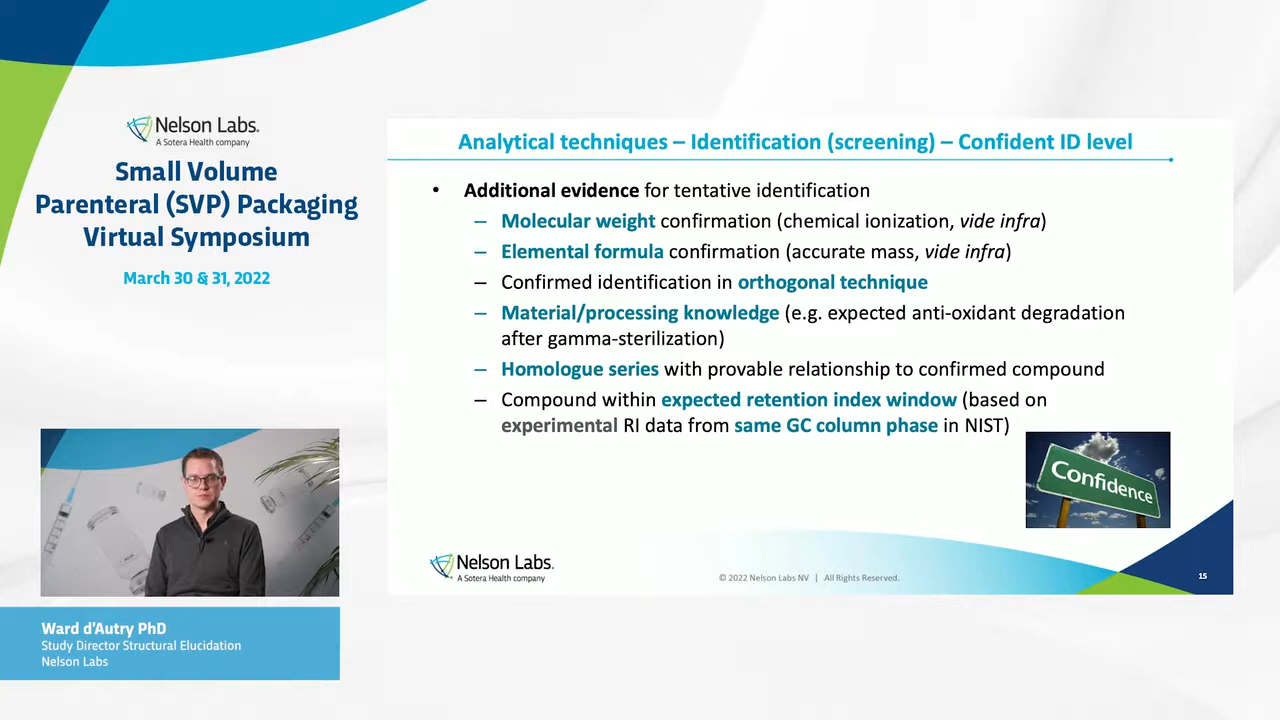 Nelson Labs.
A Sotera Health company
Small Volume
Parenteral (SVP) Packaging
Virtual Symposium
March 30 & 31, 2022
Analytical techniques – Identification (screening) – Confident ID level
• Additional evidence for tentative identification
– Molecular weight confirmation (chemical ionization, vide infra)
– Elemental formula confirmation (accurate mass, vide infra)
– Confirmed identification in orthogonal technique
– Material/processing knowledge (e.g. expected anti-oxidant degradation
after gamma-sterilization)
– Homologue series with provable relationship to confirmed compound
– Compound within expected retention index window (based on
experimental RI data from same GC column phase in NIST)
Confidence
Nelson Labs.
A Sotera Health company
© 2022 Nelson Labs NV | All Rights Reserved.
15
Ward d’Autry PhD
Study Director Structural Elucidation
Nelson Labs